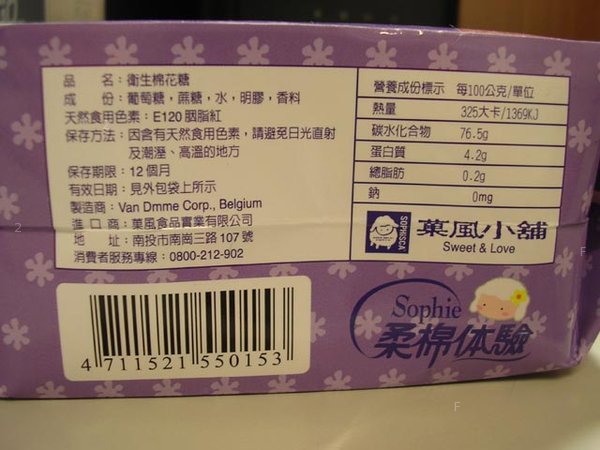 品　名：衛生棉花糖
成　份：葡萄糖，蔗糖，水，明膠，香料
天然食用色素：E120 胭脂紅
保存方法：因含有天然食用色素，請避免日光直射
及潮溼、高溫的地方
保存期限：12 個月
有效日期：見外包袋上所示
製造商：Van Dmme Corp., Belgium
進 口 商：菓風食品實業有限公司
地　址：南投市南崗三路 107 號
消費者服務專線：0800-212-902
營養成份標示 每100公克/單位
熱量 325大卡/1369KJ
碳水化合物 76.5g
蛋白質 4.2g
總脂肪 0.2g
鈉 0mg
SOPHISCA
菓風小舖
Sweet & Love
4 711521 550153
Sophie
柔棉体驗
2
F
F